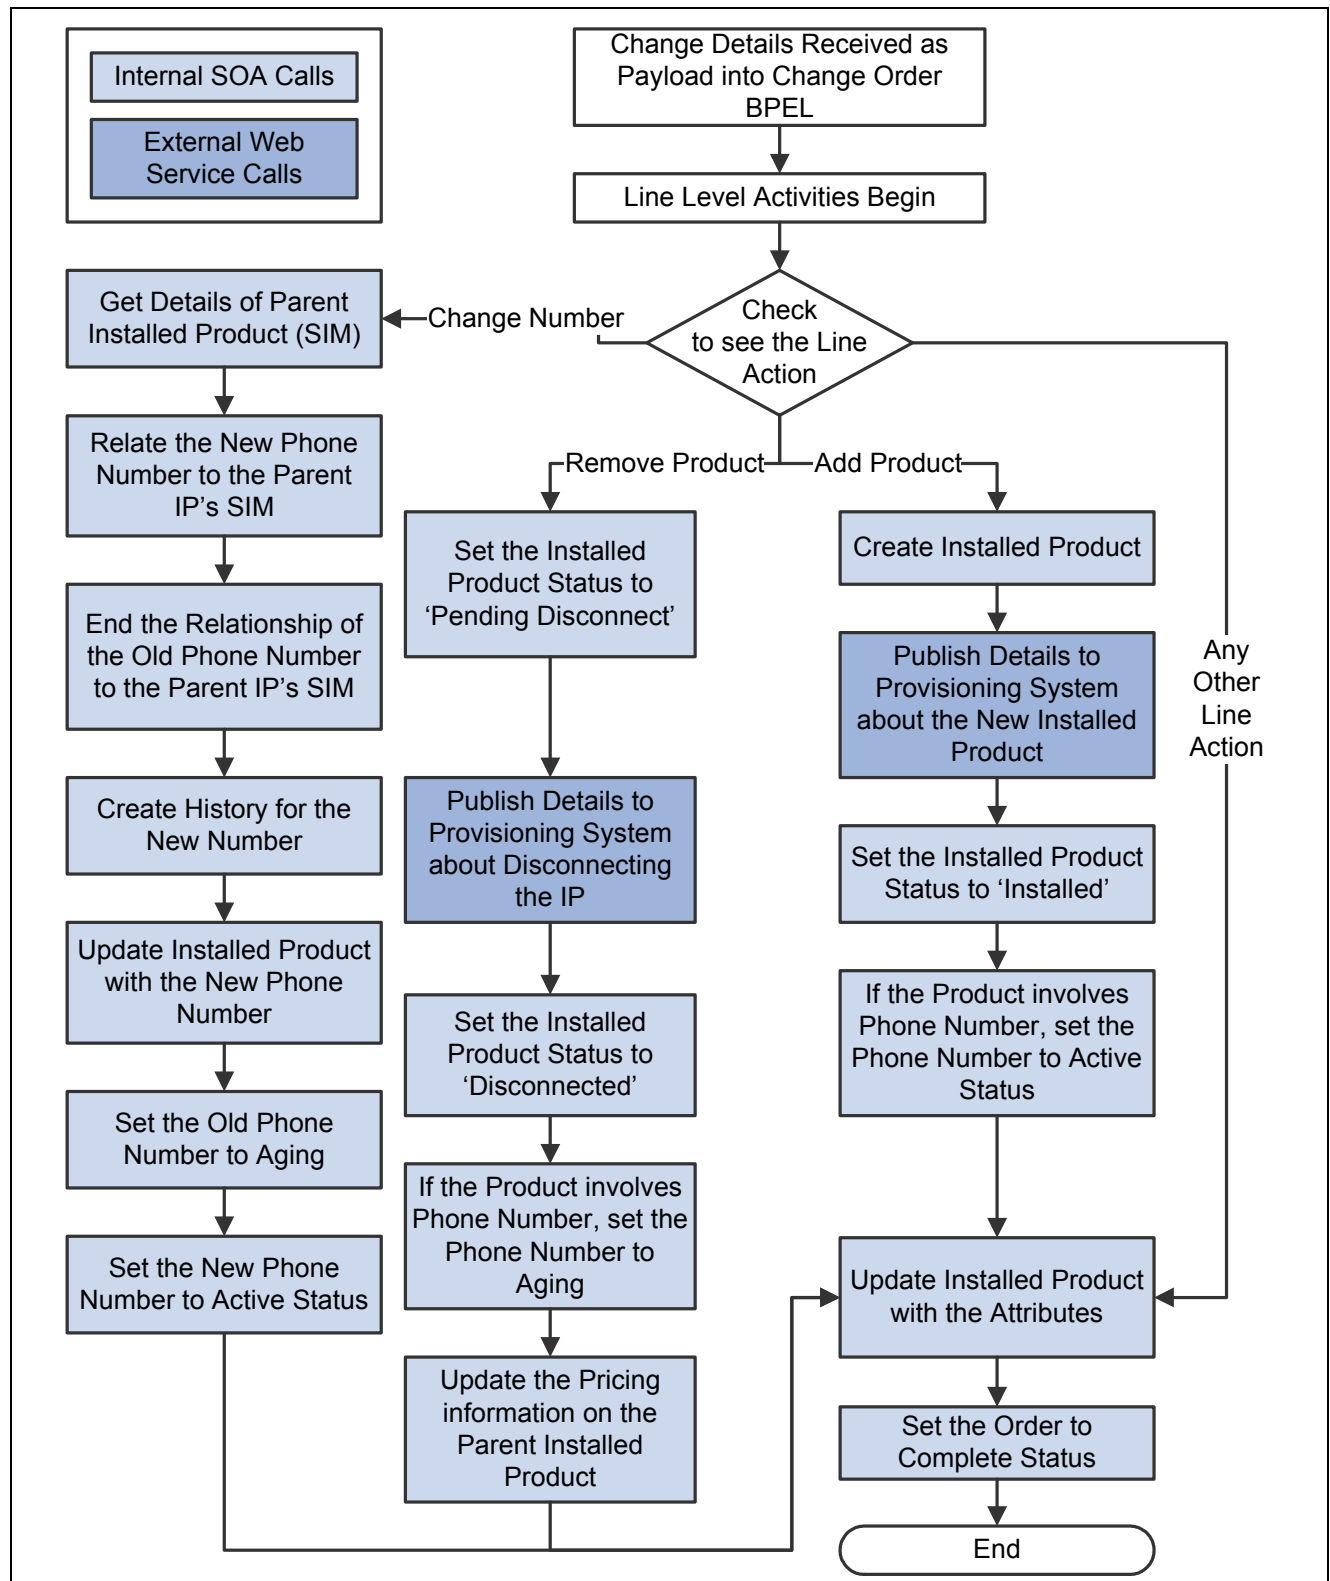 Internal SOA Calls
External Web
Service Calls
Change Details Received as
Payload into Change Order
BPEL
Line Level Activities Begin
Check
to see the Line
Action
Change Number
Remove Product
Add Product
Any
Other
Line
Action
Get Details of Parent
Installed Product (SIM)
Relate the New Phone
Number to the Parent
IP’s SIM
End the Relationship of
the Old Phone Number
to the Parent IP’s SIM
Create History for the
New Number
Update Installed Product
with the New Phone
Number
Set the Old Phone
Number to Aging
Set the New Phone
Number to Active Status
Set the Installed
Product Status to
‘Pending Disconnect’
Publish Details to
Provisioning System
about Disconnecting
the IP
Set the Installed
Product Status to
‘Disconnected’
If the Product involves
Phone Number, set the
Phone Number to
Aging
Update the Pricing
information on the
Parent Installed
Product
Create Installed Product
Publish Details to
Provisioning System
about the New Installed
Product
Set the Installed Product
Status to ‘Installed’
If the Product involves
Phone Number, set the
Phone Number to Active
Status
Update Installed Product
with the Attributes
Set the Order to
Complete Status
End